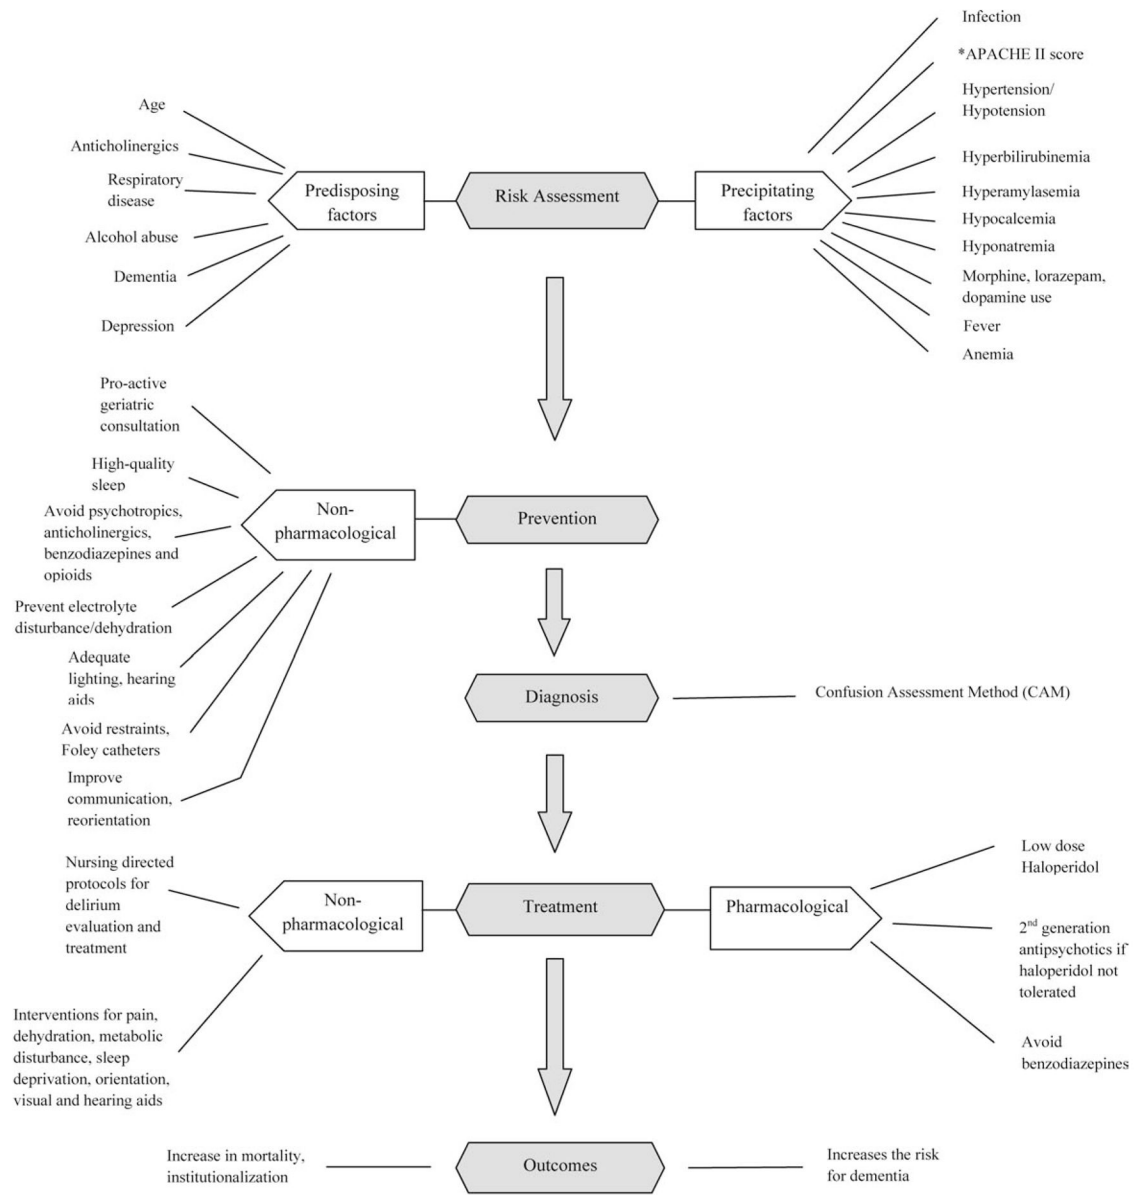 Age
Anticholinergics
Respiratory
disease
Alcohol abuse
Dementia
Depression
Predisposing
factors
Risk Assessment
Precipitating
factors
Infection
*APACHE II score
Hypertension/
Hypotension
Hyperbilirubinemia
Hyperamylasemia
Hypocalcemia
Hyponatremia
Morphine, lorazepam,
dopamine use
Fever
Anemia
Pro-active
geriatric
consultation
High-quality
sleep
Avoid psychotropics,
anticholinergics,
benzodiazepines and
opioids
Prevent electrolyte
disturbance/dehydration
Adequate
lighting, hearing
aids
Avoid restraints,
Foley catheters
Improve
communication,
reorientation
Non-
pharmacological
Prevention
Diagnosis
Confusion Assessment Method (CAM)
Nursing directed
protocols for
delirium
evaluation and
treatment
Interventions for pain,
dehydration, metabolic
disturbance, sleep
deprivation, orientation,
visual and hearing aids
Non-
pharmacological
Treatment
Pharmacological
Low dose
Haloperidol
2nd generation
antipsychotics if
haloperidol not
tolerated
Avoid
benzodiazepines
Increase in mortality,
institutionalization
Outcomes
Increases the risk
for dementia